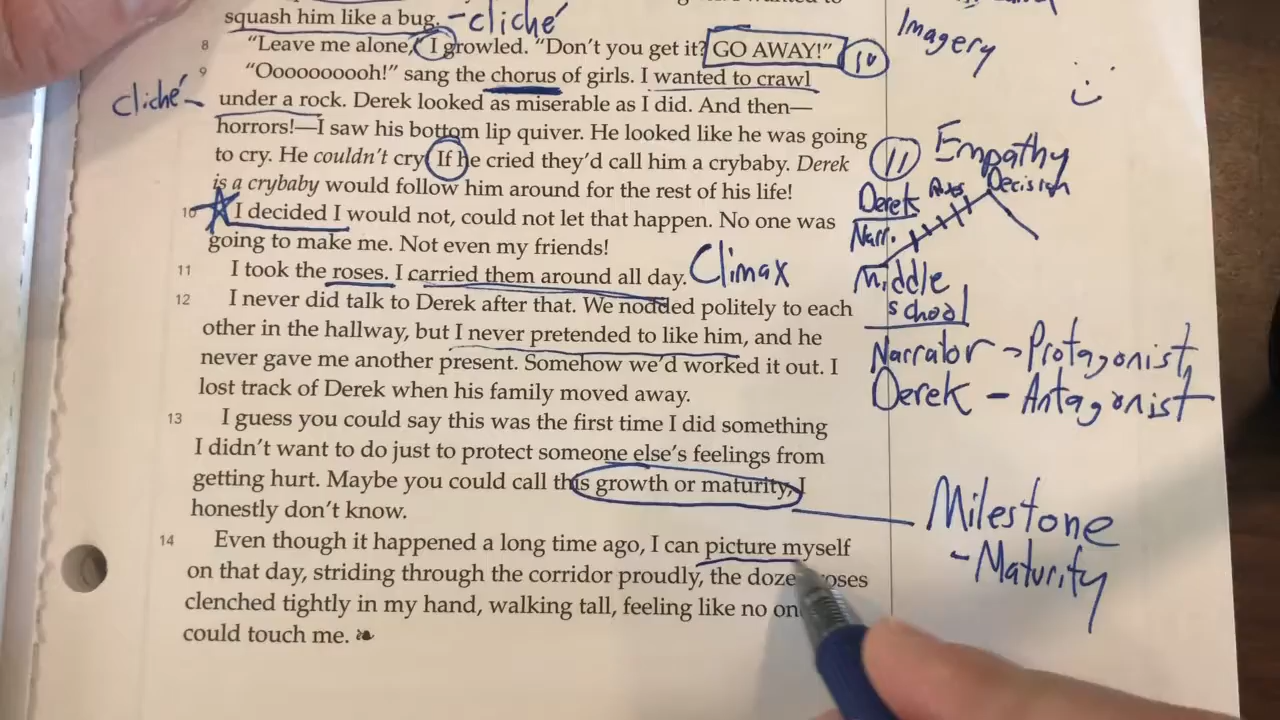 squash him like a bug. - cliché
Imagery
8 "Leave me alone," I growled. "Don't you get it? GO AWAY!" 10
9 "Ooooooooooh!" sang the chorus of girls. I wanted to crawl
cliché - under a rock. Derek looked as miserable as I did. And then—
horrors!—I saw his bottom lip quiver. He looked like he was going
to cry. He couldn't cry. If he cried they'd call him a crybaby. Derek
is a crybaby would follow him around for the rest of his life!
11 Empathy
Derek's Roses Decision
Narr.
Middle
school
10 I decided I would not, could not let that happen. No one was
going to make me. Not even my friends!
11 I took the roses. I carried them around all day. Climax
12 I never did talk to Derek after that. We nodded politely to each
other in the hallway, but I never pretended to like him, and he
never gave me another present. Somehow we'd worked it out. I
lost track of Derek when his family moved away.
Narrator → Protagonist
Derek - Antagonist
13 I guess you could say this was the first time I did something
I didn't want to do just to protect someone else's feelings from
getting hurt. Maybe you could call this growth or maturity, I
honestly don't know.
Milestone
- Maturity
14 Even though it happened a long time ago, I can picture myself
on that day, striding through the corridor proudly, the doze roses
clenched tightly in my hand, walking tall, feeling like no on
could touch me.